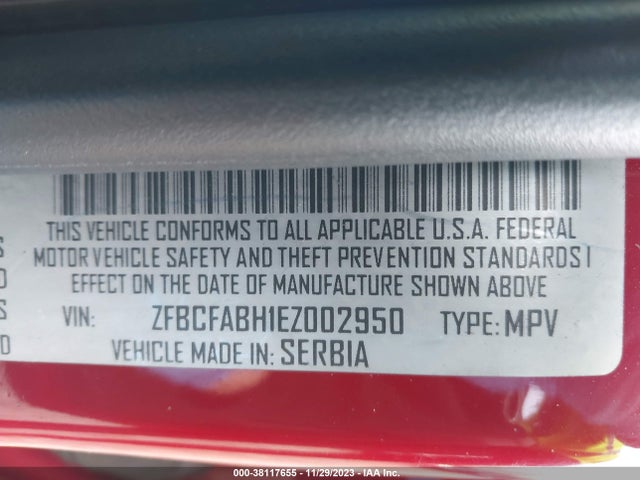 THIS VEHICLE CONFORMS TO ALL APPLICABLE U.S.A. FEDERAL
S MOTOR VEHICLE SAFETY AND THEFT PREVENTION STANDARDS I
D EFFECT ON THE DATE OF MANUFACTURE SHOWN ABOVE
S VIN: ZFBCFABH1EZ002950 TYPE: MPV
D VEHICLE MADE IN: SERBIA
000-38117655 - 11/29/2023 - IAA Inc.